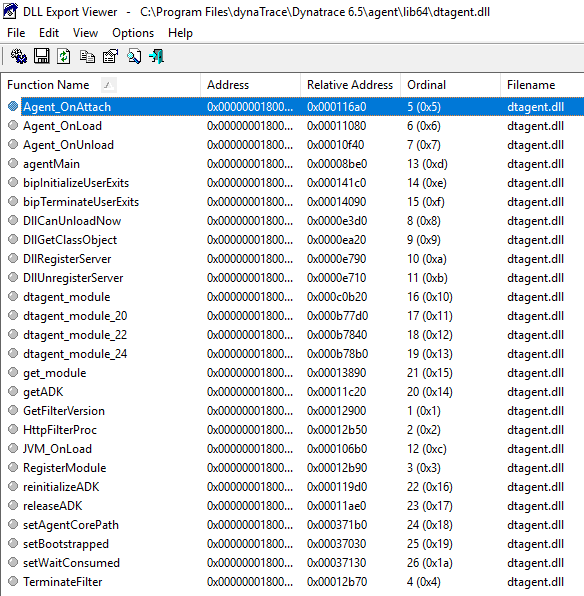 DLL Export Viewer  -  C:\Program Files\dynaTrace\Dynatrace 6.5\agent\lib64\dtagent.dll
File Edit View Options Help
Function Name / Address Relative Address Ordinal Filename
Agent_OnAttach 0x00000001800... 0x000116a0 5 (0x5) dtagent.dll
Agent_OnLoad 0x00000001800... 0x00011080 6 (0x6) dtagent.dll
Agent_OnUnload 0x00000001800... 0x00010f40 7 (0x7) dtagent.dll
agentMain 0x00000001800... 0x00008be0 13 (0xd) dtagent.dll
bipInitializeUserExits 0x00000001800... 0x000141c0 14 (0xe) dtagent.dll
bipTerminateUserExits 0x00000001800... 0x00014090 15 (0xf) dtagent.dll
DllCanUnloadNow 0x00000001800... 0x0000e3d0 8 (0x8) dtagent.dll
DllGetClassObject 0x00000001800... 0x0000ea20 9 (0x9) dtagent.dll
DllRegisterServer 0x00000001800... 0x0000e790 10 (0xa) dtagent.dll
DllUnregisterServer 0x00000001800... 0x0000e710 11 (0xb) dtagent.dll
dtagent_module 0x00000001800... 0x000c0b20 16 (0x10) dtagent.dll
dtagent_module_20 0x00000001800... 0x000b77d0 17 (0x11) dtagent.dll
dtagent_module_22 0x00000001800... 0x000b7840 18 (0x12) dtagent.dll
dtagent_module_24 0x00000001800... 0x000b78b0 19 (0x13) dtagent.dll
get_module 0x00000001800... 0x00013890 21 (0x15) dtagent.dll
getADK 0x00000001800... 0x00011c20 20 (0x14) dtagent.dll
GetFilterVersion 0x00000001800... 0x00012900 1 (0x1) dtagent.dll
HttpFilterProc 0x00000001800... 0x00012b50 2 (0x2) dtagent.dll
JVM_OnLoad 0x00000001800... 0x000106b0 12 (0xc) dtagent.dll
RegisterModule 0x00000001800... 0x00012b90 3 (0x3) dtagent.dll
reinitializeADK 0x00000001800... 0x000119d0 22 (0x16) dtagent.dll
releaseADK 0x00000001800... 0x00011ae0 23 (0x17) dtagent.dll
setAgentCorePath 0x00000001800... 0x000371b0 24 (0x18) dtagent.dll
setBootstrapped 0x00000001800... 0x00037030 25 (0x19) dtagent.dll
setWaitConsumed 0x00000001800... 0x00037130 26 (0x1a) dtagent.dll
TerminateFilter 0x00000001800... 0x00012b70 4 (0x4) dtagent.dll